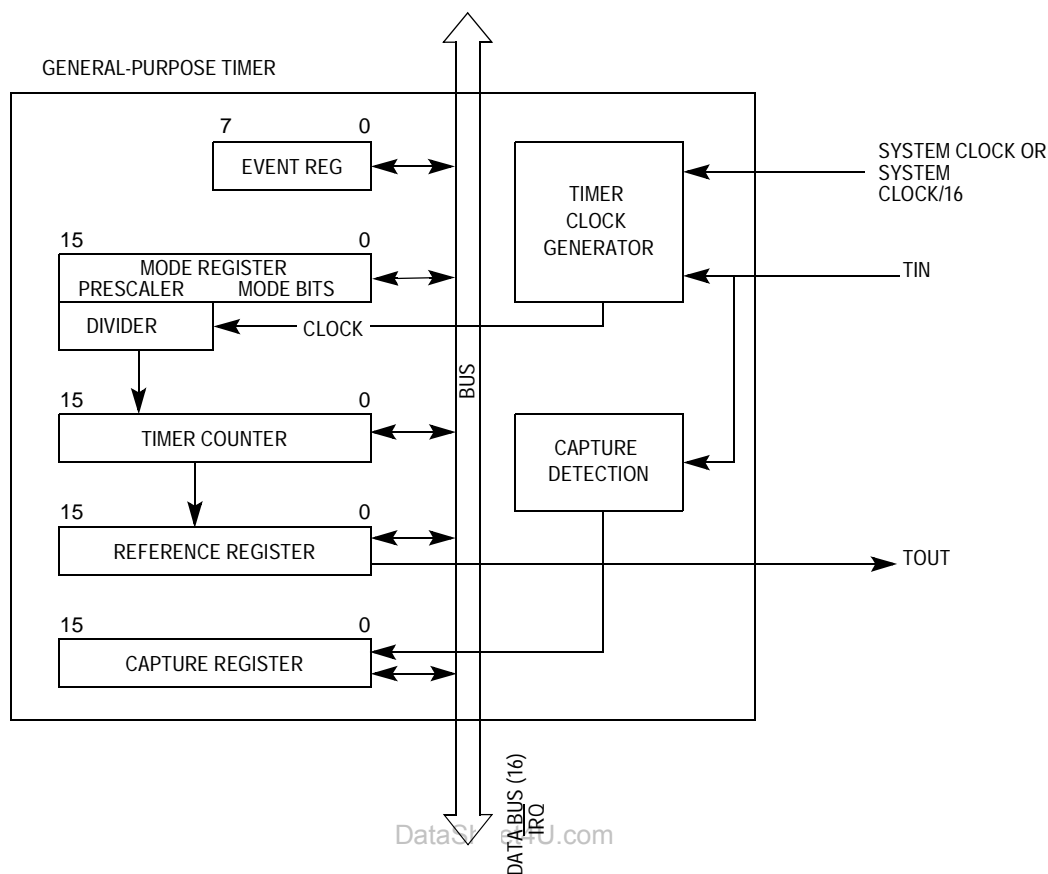 GENERAL-PURPOSE TIMER
7 0
EVENT REG
15 0
MODE REGISTER
PRESCALER MODE BITS
DIVIDER
CLOCK
15 0
TIMER COUNTER
15 0
REFERENCE REGISTER
15 0
CAPTURE REGISTER
BUS
TIMER
CLOCK
GENERATOR
CAPTURE
DETECTION
SYSTEM CLOCK OR
SYSTEM
CLOCK/16
TIN
TOUT
DATA BUS (16)
IRQ